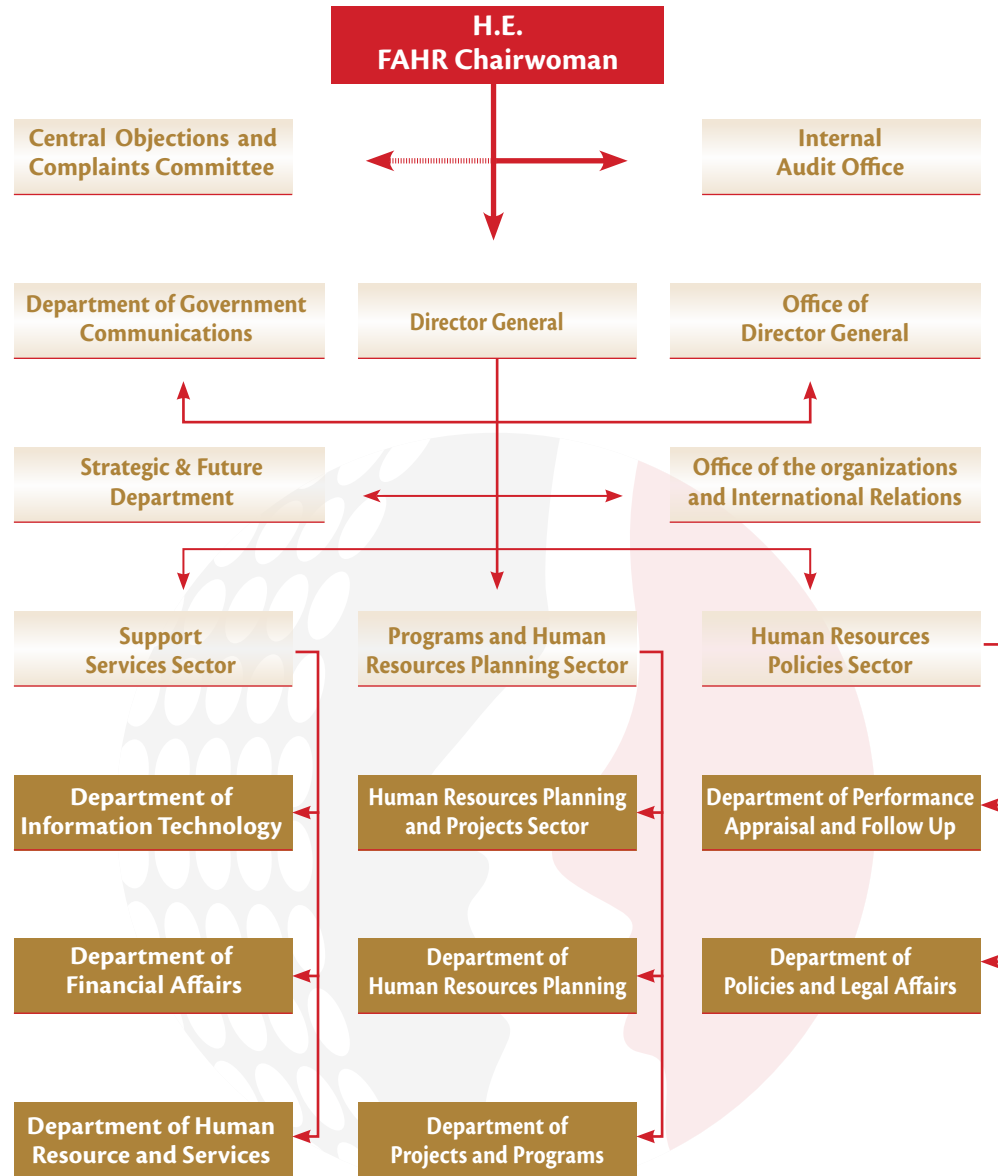 H.E.
FAHR Chairwoman
Central Objections and
Complaints Committee
Internal
Audit Office
Department of Government
Communications
Director General
Office of
Director General
Strategic & Future
Department
Office of the organizations
and International Relations
Support
Services Sector
Programs and Human
Resources Planning Sector
Human Resources
Policies Sector
Department of
Information Technology
Human Resources Planning
and Projects Sector
Department of Performance
Appraisal and Follow Up
Department of
Financial Affairs
Department of
Human Resources Planning
Department of
Policies and Legal Affairs
Department of Human
Resource and Services
Department of
Projects and Programs